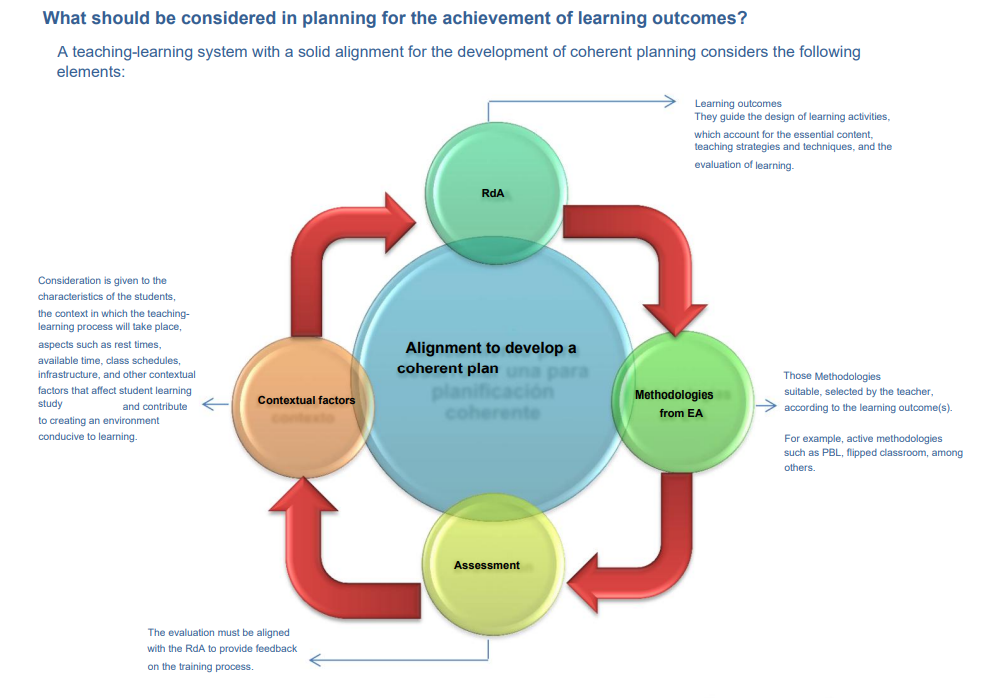 What should be considered in planning for the achievement of learning outcomes?
A teaching-learning system with a solid alignment for the development of coherent planning considers the following
elements:
Learning outcomes
They guide the design of learning activities,
which account for the essential content,
teaching strategies and techniques, and the
evaluation of learning.
RdA
Consideration is given to the
characteristics of the students,
the context in which the teaching-
learning process will take place,
aspects such as rest times,
available time, class schedules,
infrastructure, and other contextual
factors that affect student learning
study and contribute
to creating an environment
conducive to learning.
Alignment to develop a
coherent plan
una para
planificación
coherente
Contextual factors
contexto
Methodologies
from EA
Those Methodologies
suitable, selected by the teacher,
according to the learning outcome(s).
For example, active methodologies
such as PBL, flipped classroom, among
others.
Assessment
The evaluation must be aligned
with the RdA to provide feedback
on the training process.